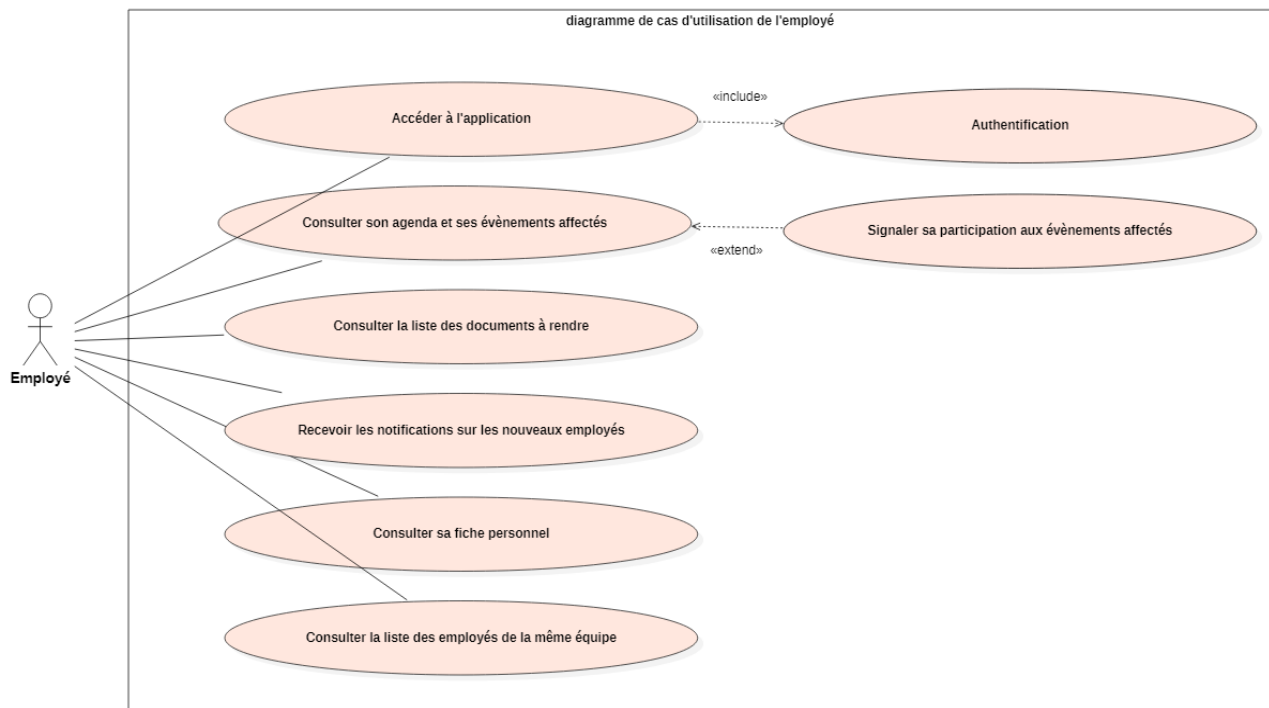 diagramme de cas d'utilisation de l'employé
«include»
Accéder à l'application
Authentification
Consulter son agenda et ses évènements affectés
Signaler sa participation aux évènements affectés
«extend»
Consulter la liste des documents à rendre
Employé
Recevoir les notifications sur les nouveaux employés
Consulter sa fiche personnel
Consulter la liste des employés de la même équipe